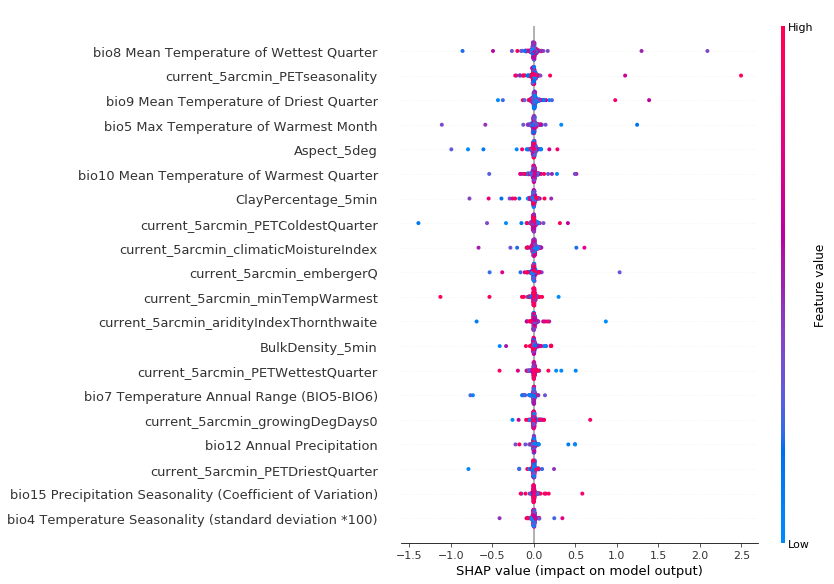 High
bio8 Mean Temperature of Wettest Quarter
current_5arcmin_PETseasonality
bio9 Mean Temperature of Driest Quarter
bio5 Max Temperature of Warmest Month
Aspect_5deg
bio10 Mean Temperature of Warmest Quarter
ClayPercentage_5min
current_5arcmin_PETColdestQuarter
current_5arcmin_climaticMoistureIndex
current_5arcmin_embergerQ
current_5arcmin_minTempWarmest
current_5arcmin_aridityIndexThornthwaite
BulkDensity_5min
current_5arcmin_PETWettestQuarter
bio7 Temperature Annual Range (BIO5-BIO6)
current_5arcmin_growingDegDays0
bio12 Annual Precipitation
current_5arcmin_PETDriestQuarter
bio15 Precipitation Seasonality (Coefficient of Variation)
bio4 Temperature Seasonality (standard deviation *100)
Feature value
Low
−1.5 −1.0 −0.5 0.0 0.5 1.0 1.5 2.0 2.5
SHAP value (impact on model output)